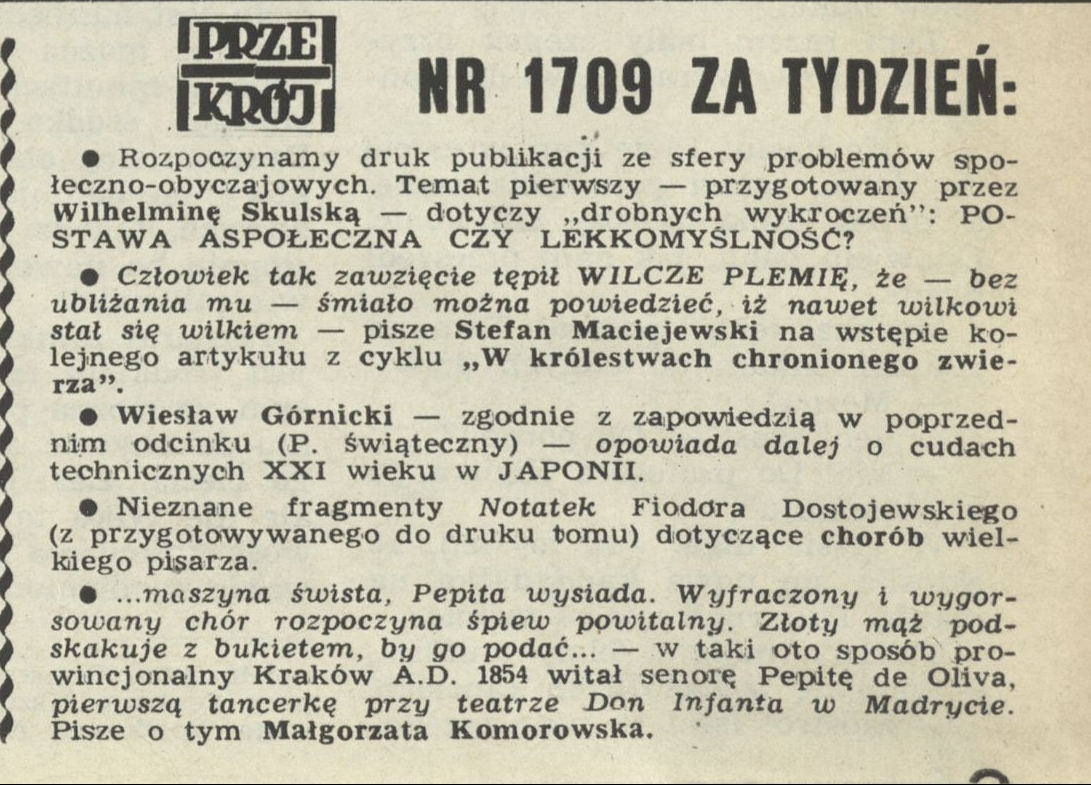 PRZE
KRÓJ
NR 1709 ZA TYDZIEŃ:
● Rozpoczynamy druk publikacji ze sfery problemów spo-
łeczno-obyczajowych. Temat pierwszy — przygotowany przez
Wilhelminę Skulską — dotyczy „drobnych wykroczeń”: PO-
STAWA ASPOŁECZNA CZY LEKKOMYŚLNOŚĆ?
● Człowiek tak zawzięcie tępił WILCZE PLEMIĘ, że — bez
ubliżania mu — śmiało można powiedzieć, iż nawet wilkowi
stał się wilkiem — pisze Stefan Maciejewski na wstępie ko-
lejnego artykułu z cyklu „W królestwach chronionego zwie-
rza”.
● Wiesław Górnicki — zgodnie z zapowiedzią w poprzed-
nim odcinku (P. świąteczny) — opowiada dalej o cudach
technicznych XXI wieku w JAPONII.
● Nieznane fragmenty Notatek Fiodora Dostojewskiego
(z przygotowywanego do druku tomu) dotyczące chorób wiel-
kiego pisarza.
● ...maszyna śwista, Pepita wysiada. Wyfraczony i wygor-
sowany chór rozpoczyna śpiew powitalny. Złoty mąż pod-
skakuje z bukietem, by go podać... — w taki oto sposób pro-
wincjonalny Kraków A.D. 1854 witał senorę Pepitę de Oliva,
pierwszą tancerkę przy teatrze Don Infanta w Madrycie.
Pisze o tym Małgorzata Komorowska.